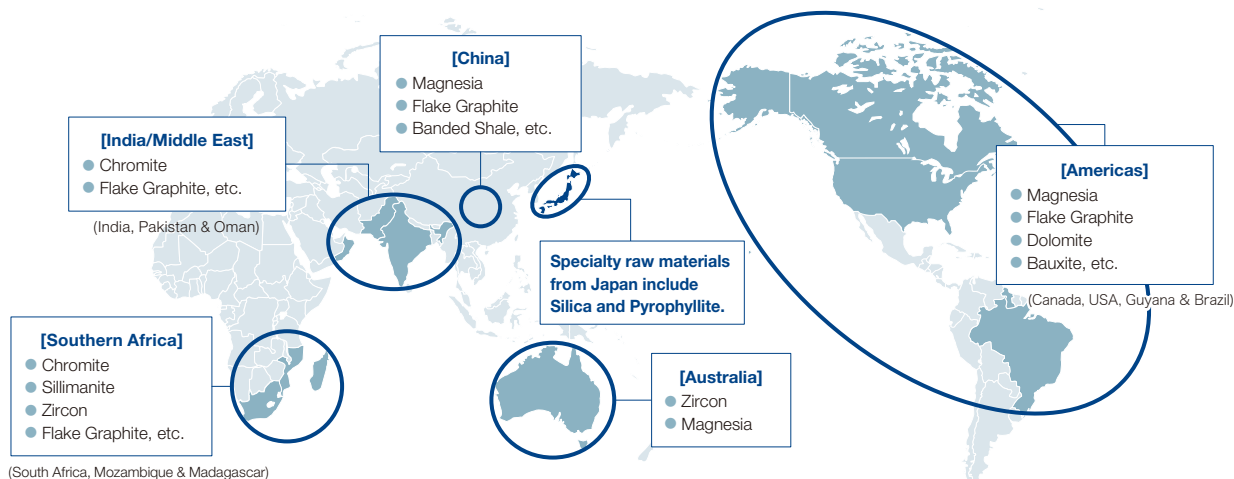 [China]
Magnesia
Flake Graphite
Banded Shale, etc.
[India/Middle East]
Chromite
Flake Graphite, etc.
(India, Pakistan & Oman)
[Americas]
Magnesia
Flake Graphite
Dolomite
Bauxite, etc.
(Canada, USA, Guyana & Brazil)
Specialty raw materials
from Japan include
Silica and Pyrophyllite.
[Southern Africa]
Chromite
Sillimanite
Zircon
Flake Graphite, etc.
(South Africa, Mozambique & Madagascar)
[Australia]
Zircon
Magnesia